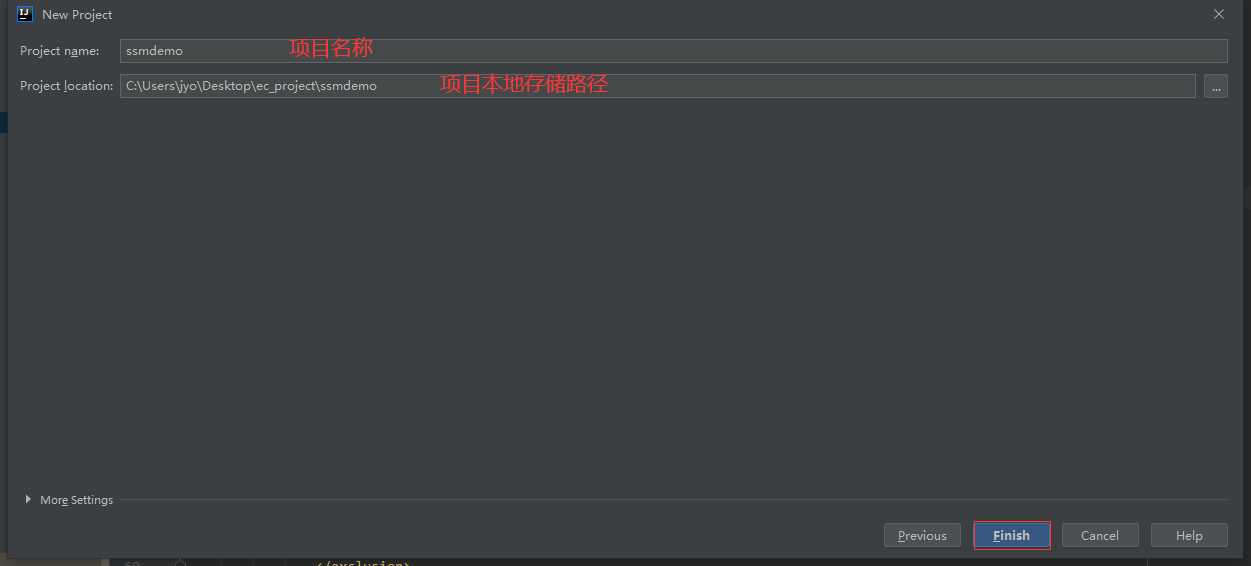 New Project
Project name: ssmdemo 项目名称
Project location: C:\Users\jyo\Desktop\ec_project\ssmdemo 项目本地存储路径 ...
More Settings
Previous Finish Cancel Help
60 </exclusion>